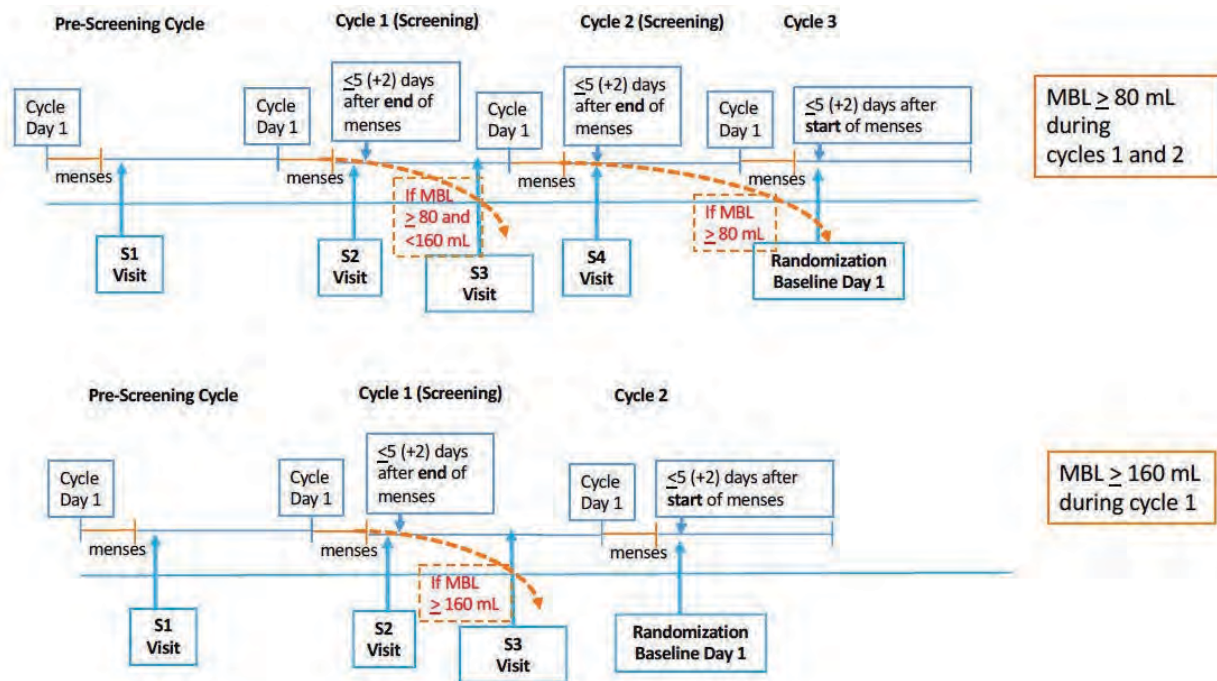 Pre-Screening Cycle
Cycle 1 (Screening)
Cycle 2 (Screening)
Cycle 3
Cycle
Day 1
menses
S1
Visit
Cycle
Day 1
menses
≤5 (+2) days
after end of
menses
S2
Visit
If MBL
≥ 80 and
<160 mL
S3
Visit
Cycle
Day 1
menses
≤5 (+2) days
after end of
menses
S4
Visit
If MBL
≥ 80 mL
Cycle
Day 1
menses
≤5 (+2) days after
start of menses
Randomization
Baseline Day 1
MBL ≥ 80 mL
during
cycles 1 and 2
Pre-Screening Cycle
Cycle 1 (Screening)
Cycle 2
Cycle
Day 1
menses
S1
Visit
Cycle
Day 1
menses
≤5 (+2) days
after end of
menses
S2
Visit
If MBL
≥ 160 mL
S3
Visit
Cycle
Day 1
menses
≤5 (+2) days after
start of menses
Randomization
Baseline Day 1
MBL ≥ 160 mL
during cycle 1